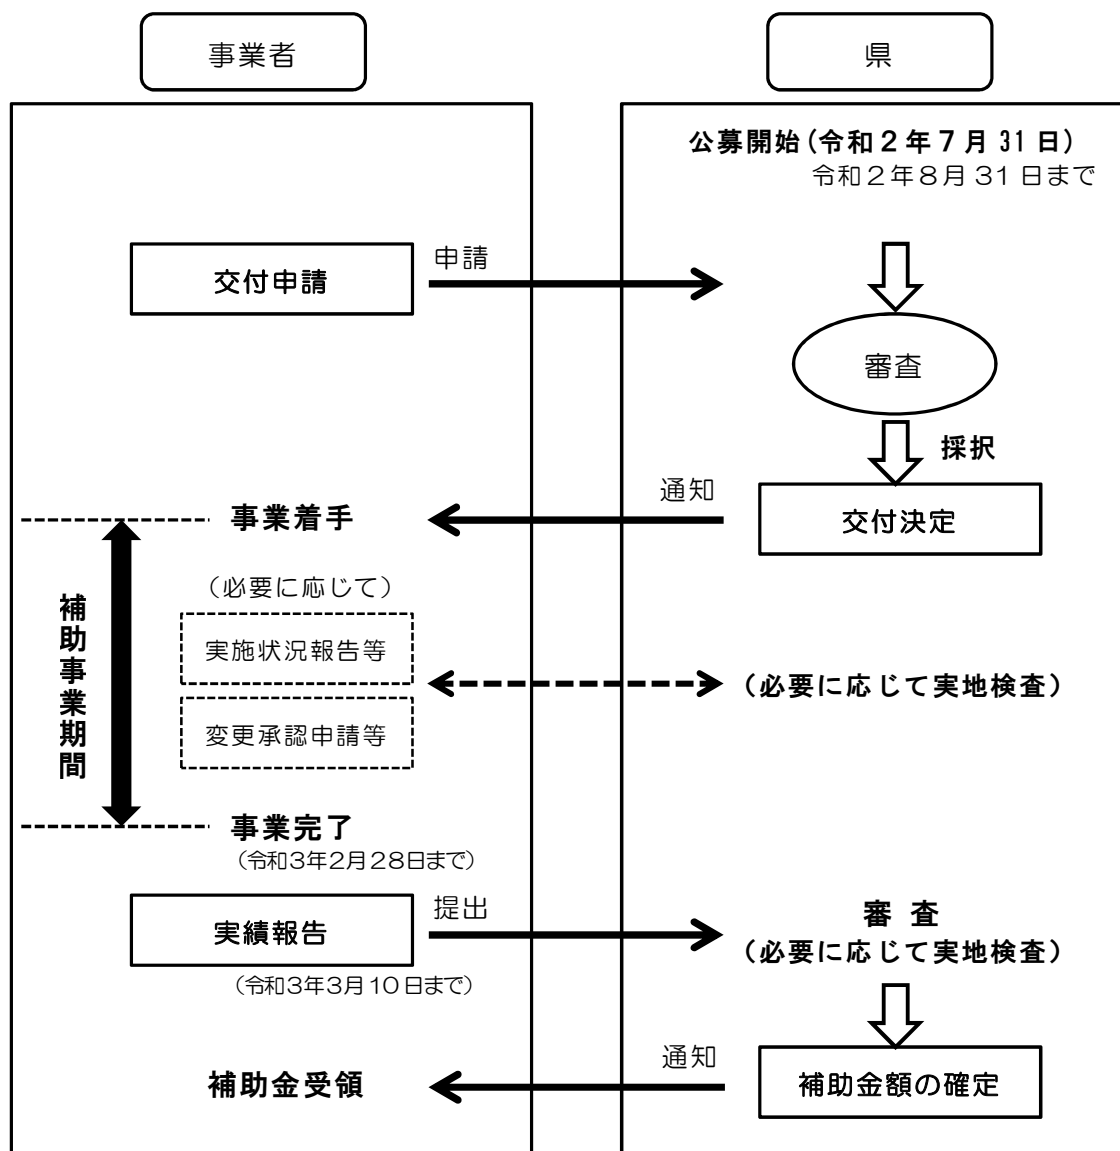 事業者
県
公募開始(令和２年７月31日)
令和２年８月31日まで
交付申請
申請
審査
採択
通知
交付決定
事業着手
(必要に応じて)
実施状況報告等
変更承認申請等
(必要に応じて実地検査)
補助事業期間
事業完了
(令和3年2月28日まで)
実績報告
提出
(令和3年3月10日まで)
審 査
(必要に応じて実地検査)
通知
補助金額の確定
補助金受領